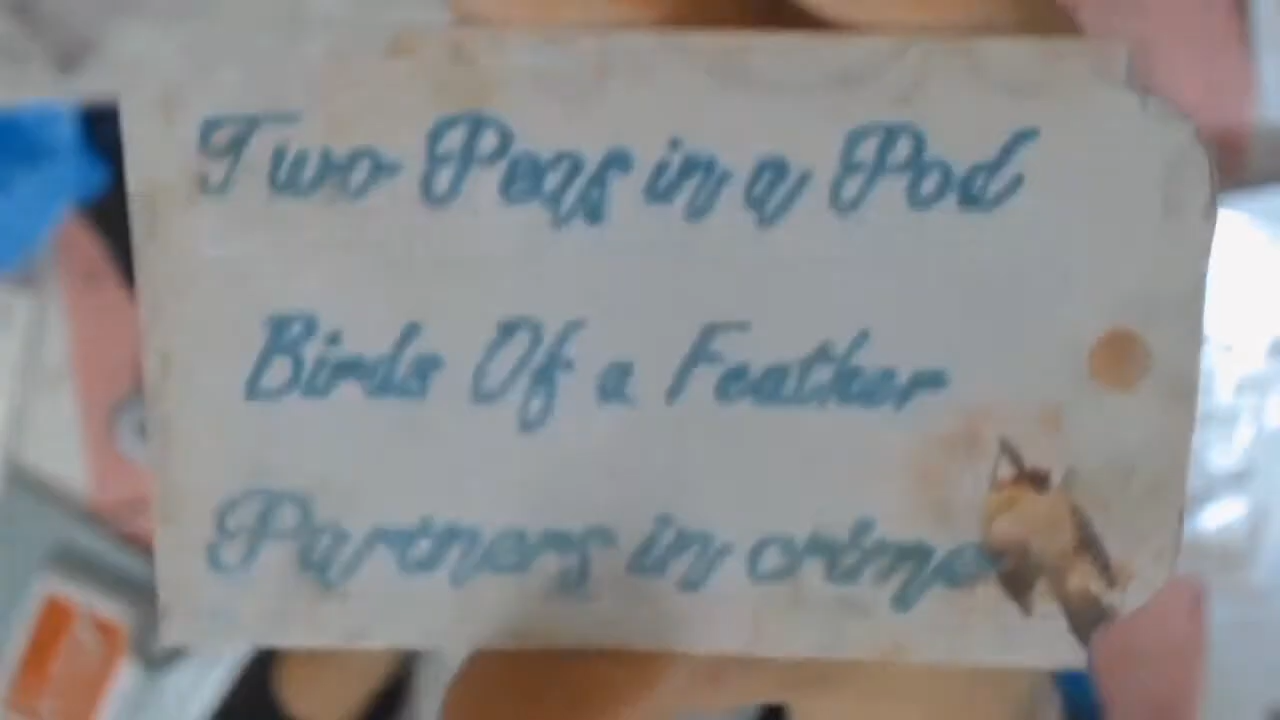 Two Peas in a Pod
Birds Of a Feather
Partners in crime